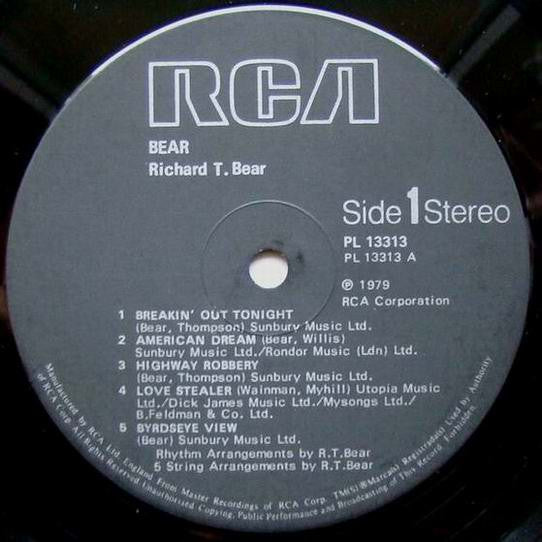 RCA
BEAR
Richard T. Bear
Side 1 Stereo
PL 13313
PL 13313 A
℗ 1979
RCA Corporation
1 BREAKIN' OUT TONIGHT
(Bear, Thompson) Sunbury Music Ltd.
2 AMERICAN DREAM (Bear, Willis)
Sunbury Music Ltd./Rondor Music (Ldn) Ltd.
3 HIGHWAY ROBBERY
(Bear, Thompson) Sunbury Music Ltd.
4 LOVE STEALER (Wainman, Myhill) Utopia Music
Ltd./Dick James Music Ltd./Mysongs Ltd./
B.Feldman & Co. Ltd.
5 BYRDSEYE VIEW
(Bear) Sunbury Music Ltd.
Rhythm Arrangements by R.T.Bear
5 String Arrangements by R.T.Bear
Manufactured by RCA Ltd. England From Master Recordings of RCA Corp. TM(S)®Marca(s) Registrada(s) Used by Authority
of RCA Corp. All Rights Reserved Unauthorised Copying, Public Performance and Broadcasting of This Record Forbidden